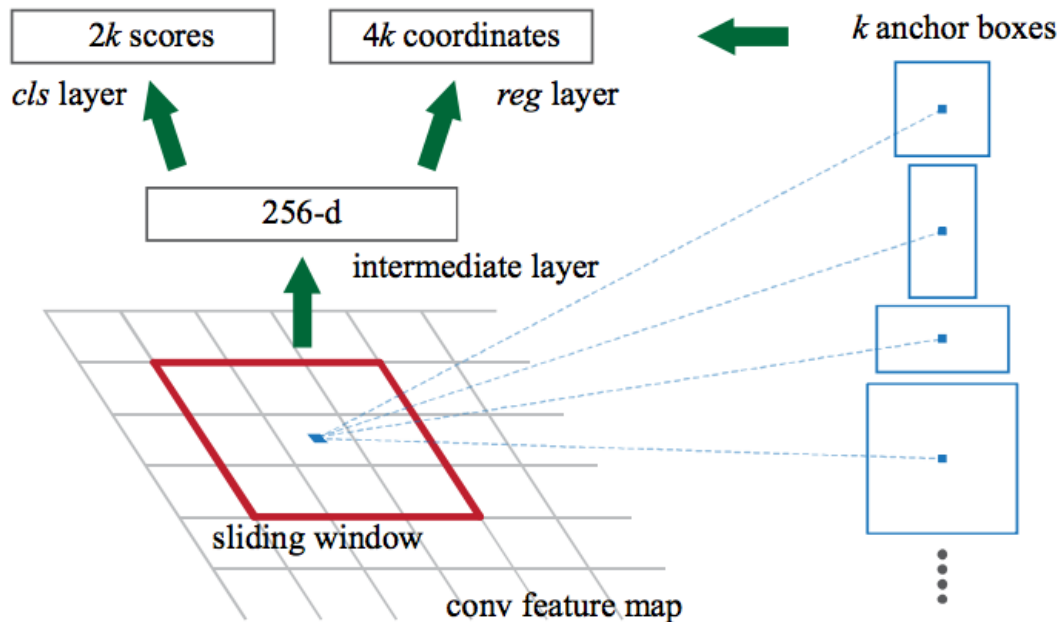 2k scores
4k coordinates
k anchor boxes
cls layer
reg layer
256-d
intermediate layer
sliding window
conv feature map